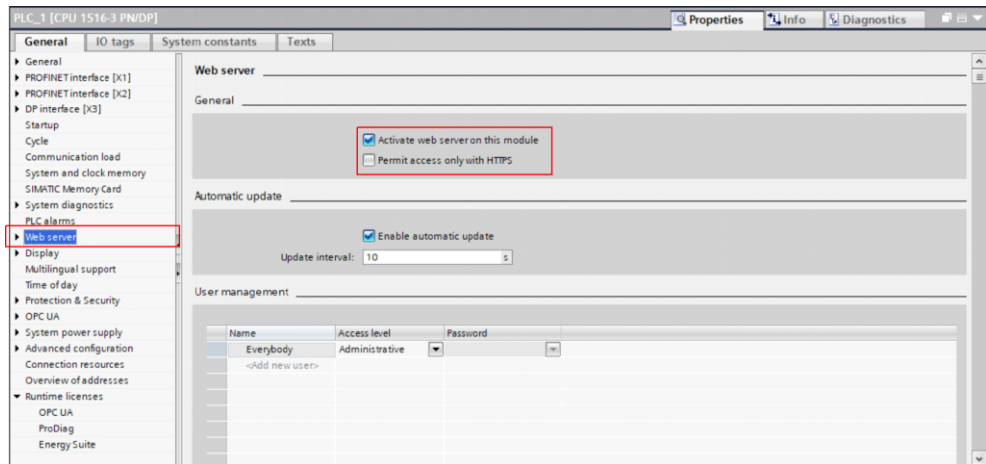 PLC_1 [CPU 1516-3 PN/DP]
Properties
Info
Diagnostics
General
IO tags
System constants
Texts
General
PROFINET interface [X1]
PROFINET interface [X2]
DP interface [X3]
Startup
Cycle
Communication load
System and clock memory
SIMATIC Memory Card
System diagnostics
PLC alarms
Web server
Display
Multilingual support
Time of day
Protection & Security
OPC UA
System power supply
Advanced configuration
Connection resources
Overview of addresses
Runtime licenses
OPC UA
ProDiag
Energy Suite
Web server
General
Activate web server on this module
Permit access only with HTTPS
Automatic update
Enable automatic update
Update interval: 10 s
User management
Name Access level Password
Everybody Administrative
<Add new user>